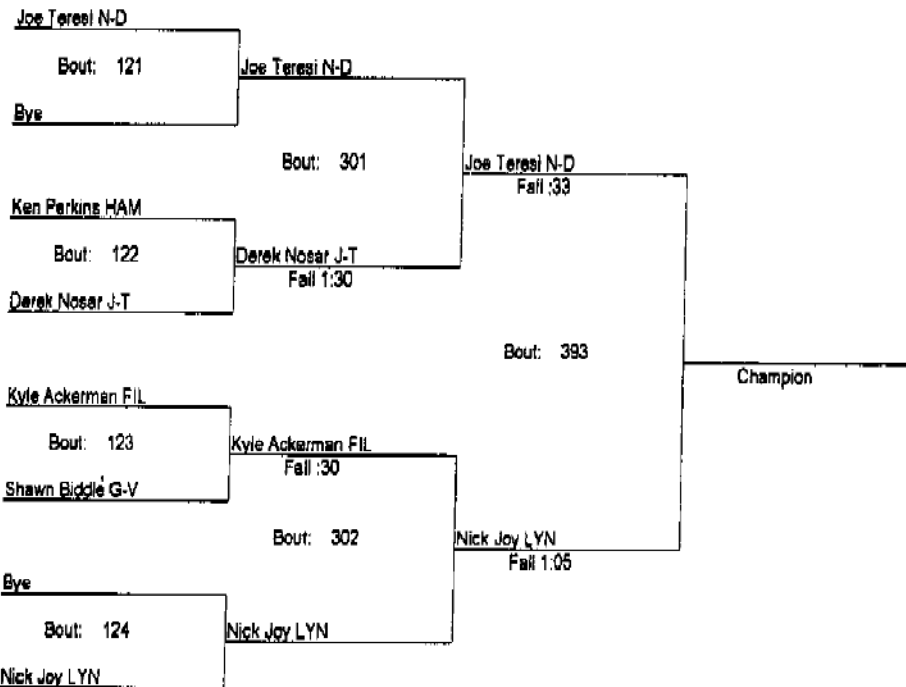 Joe Teresi N-D
Bout: 121
Joe Teresi N-D
Bye
Bout: 301
Joe Teresi N-D
Fall :33
Ken Perkins HAM
Bout: 122
Derek Nosar J-T
Fall 1:30
Derek Nosar J-T
Bout: 393
Champion
Kyle Ackerman FIL
Bout: 123
Kyle Ackerman FIL
Fall :30
Shawn Biddle G-V
Bout: 302
Nick Joy LYN
Fall 1:05
Bye
Bout: 124
Nick Joy LYN
Nick Joy LYN